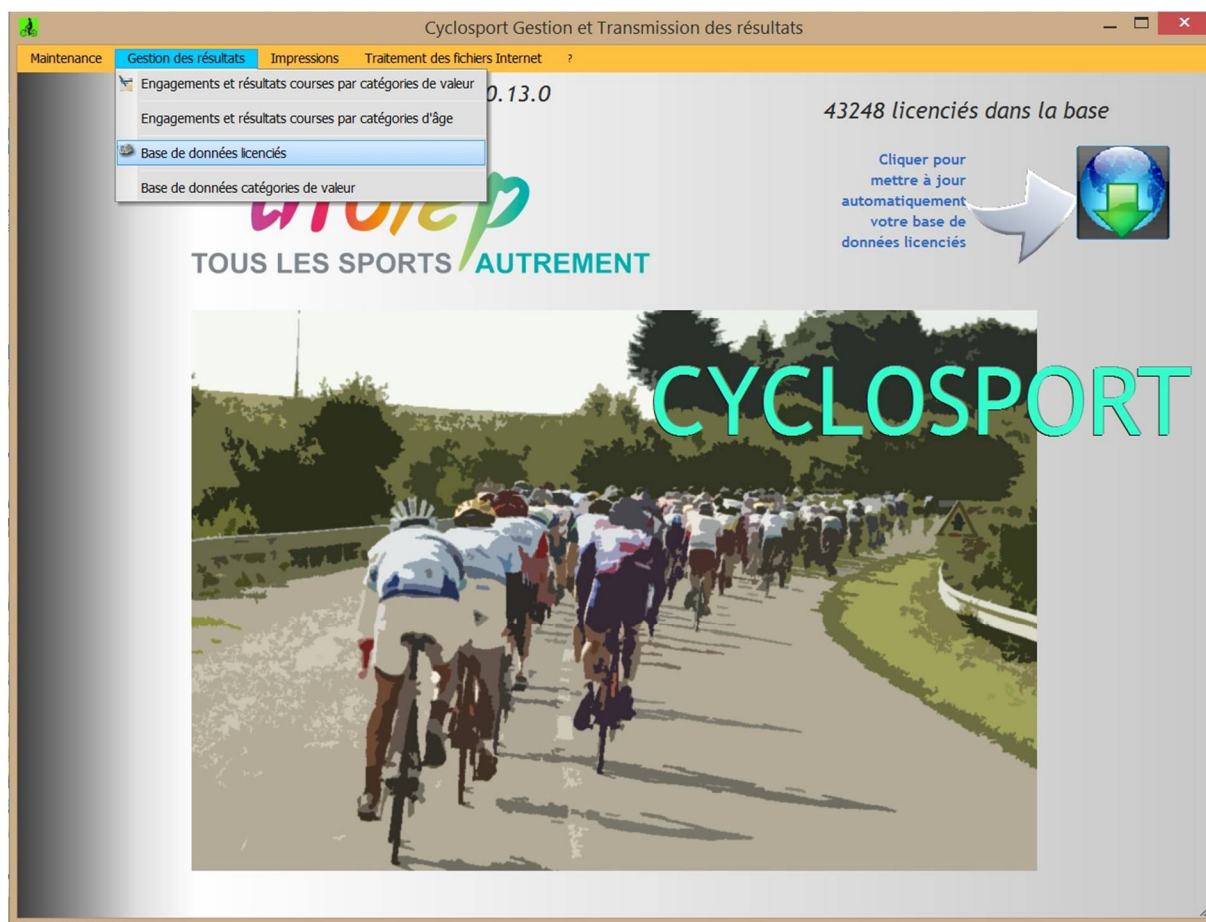 Cyclosport Gestion et Transmission des résultats
Maintenance Gestion des résultats Impressions Traitement des fichiers Internet ?
Engagements et résultats courses par catégories de valeur
Engagements et résultats courses par catégories d'âge
Base de données licenciés
Base de données catégories de valeur
0.13.0
43248 licenciés dans la base
Cliquer pour
mettre à jour
automatiquement
votre base de
données licenciés
TOUS LES SPORTS AUTREMENT
CYCLOSPORT